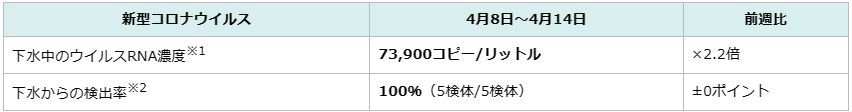 新型コロナウイルス 4月8日～4月14日 前週比
下水中のウイルスRNA濃度※1 73,900コピー/リットル ×2.2倍
下水からの検出率※2 100%（5検体/5検体） ±0ポイント